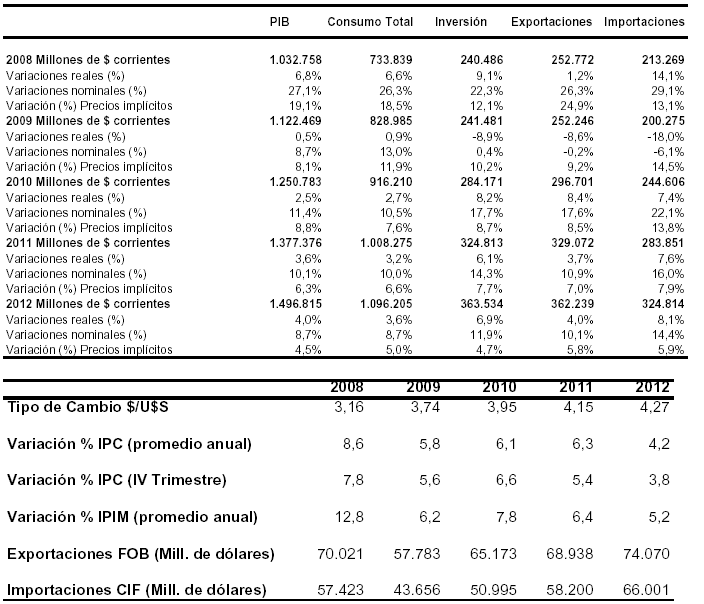 PIB Consumo Total Inversión Exportaciones Importaciones
2008 Millones de $ corrientes 1.032.758 733.839 240.486 252.772 213.269
Variaciones reales (%) 6,8% 6,6% 9,1% 1,2% 14,1%
Variaciones nominales (%) 27,1% 26,3% 22,3% 26,3% 29,1%
Variación (%) Precios implícitos 19,1% 18,5% 12,1% 24,9% 13,1%
2009 Millones de $ corrientes 1.122.469 828.985 241.481 252.246 200.275
Variaciones reales (%) 0,5% 0,9% -8,9% -8,6% -18,0%
Variaciones nominales (%) 8,7% 13,0% 0,4% -0,2% -6,1%
Variación (%) Precios implícitos 8,1% 11,9% 10,2% 9,2% 14,5%
2010 Millones de $ corrientes 1.250.783 916.210 284.171 296.701 244.606
Variaciones reales (%) 2,5% 2,7% 8,2% 8,4% 7,4%
Variaciones nominales (%) 11,4% 10,5% 17,7% 17,6% 22,1%
Variación (%) Precios implícitos 8,8% 7,6% 8,7% 8,5% 13,8%
2011 Millones de $ corrientes 1.377.376 1.008.275 324.813 329.072 283.851
Variaciones reales (%) 3,6% 3,2% 6,1% 3,7% 7,6%
Variaciones nominales (%) 10,1% 10,0% 14,3% 10,9% 16,0%
Variación (%) Precios implícitos 6,3% 6,6% 7,7% 7,0% 7,9%
2012 Millones de $ corrientes 1.496.815 1.096.205 363.534 362.239 324.814
Variaciones reales (%) 4,0% 3,6% 6,9% 4,0% 8,1%
Variaciones nominales (%) 8,7% 8,7% 11,9% 10,1% 14,4%
Variación (%) Precios implícitos 4,5% 5,0% 4,7% 5,8% 5,9%
2008 2009 2010 2011 2012
Tipo de Cambio $/U$S 3,16 3,74 3,95 4,15 4,27
Variación % IPC (promedio anual) 8,6 5,8 6,1 6,3 4,2
Variación % IPC (IV Trimestre) 7,8 5,6 6,6 5,4 3,8
Variación % IPIM (promedio anual) 12,8 6,2 7,8 6,4 5,2
Exportaciones FOB (Mill. de dólares) 70.021 57.783 65.173 68.938 74.070
Importaciones CIF (Mill. de dólares) 57.423 43.656 50.995 58.200 66.001